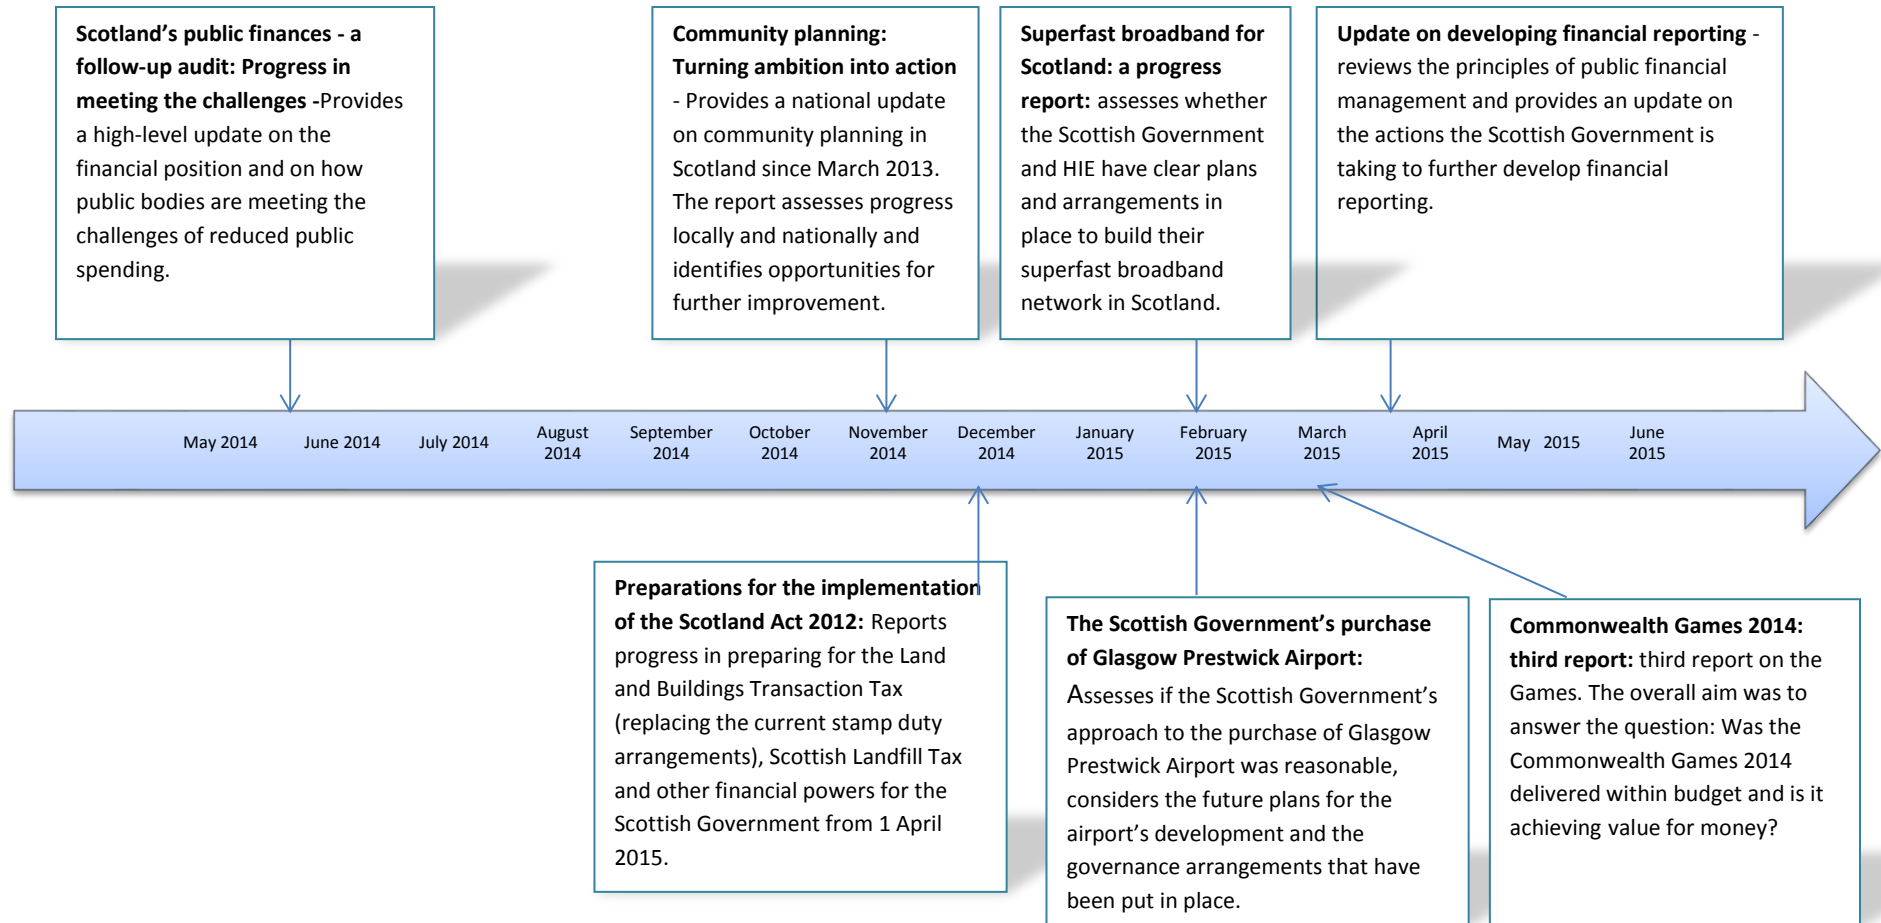 Scotland's public finances - a
follow-up audit: Progress in
meeting the challenges -Provides
a high-level update on the
financial position and on how
public bodies are meeting the
challenges of reduced public
spending.
Community planning:
Turning ambition into action
- Provides a national update
on community planning in
Scotland since March 2013.
The report assesses progress
locally and nationally and
identifies opportunities for
further improvement.
Superfast broadband for
Scotland: a progress
report: assesses whether
the Scottish Government
and HIE have clear plans
and arrangements in
place to build their
superfast broadband
network in Scotland.
Update on developing financial reporting -
reviews the principles of public financial
management and provides an update on
the actions the Scottish Government is
taking to further develop financial
reporting.
May 2014
June 2014
July 2014
August
2014
September
2014
October
2014
November
2014
December
2014
January
2015
February
2015
March
2015
April
2015
May 2015
June
2015
Preparations for the implementation
of the Scotland Act 2012: Reports
progress in preparing for the Land
and Buildings Transaction Tax
(replacing the current stamp duty
arrangements), Scottish Landfill Tax
and other financial powers for the
Scottish Government from 1 April
2015.
The Scottish Government's purchase
of Glasgow Prestwick Airport:
Assesses if the Scottish Government's
approach to the purchase of Glasgow
Prestwick Airport was reasonable,
considers the future plans for the
airport's development and the
governance arrangements that have
been put in place.
Commonwealth Games 2014:
third report: third report on the
Games. The overall aim was to
answer the question: Was the
Commonwealth Games 2014
delivered within budget and is it
achieving value for money?